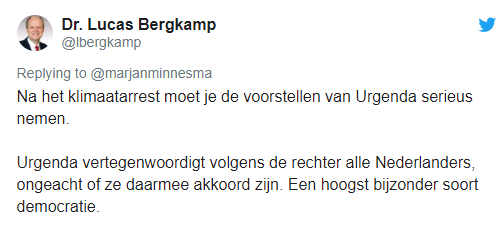 Dr. Lucas Bergkamp
@lbergkamp
Replying to @marjanminnesma
Na het klimaatarrest moet je de voorstellen van Urgenda serieus
nemen.
Urgenda vertegenwoordigt volgens de rechter alle Nederlanders,
ongeacht of ze daarmee akkoord zijn. Een hoogst bijzonder soort
democratie.